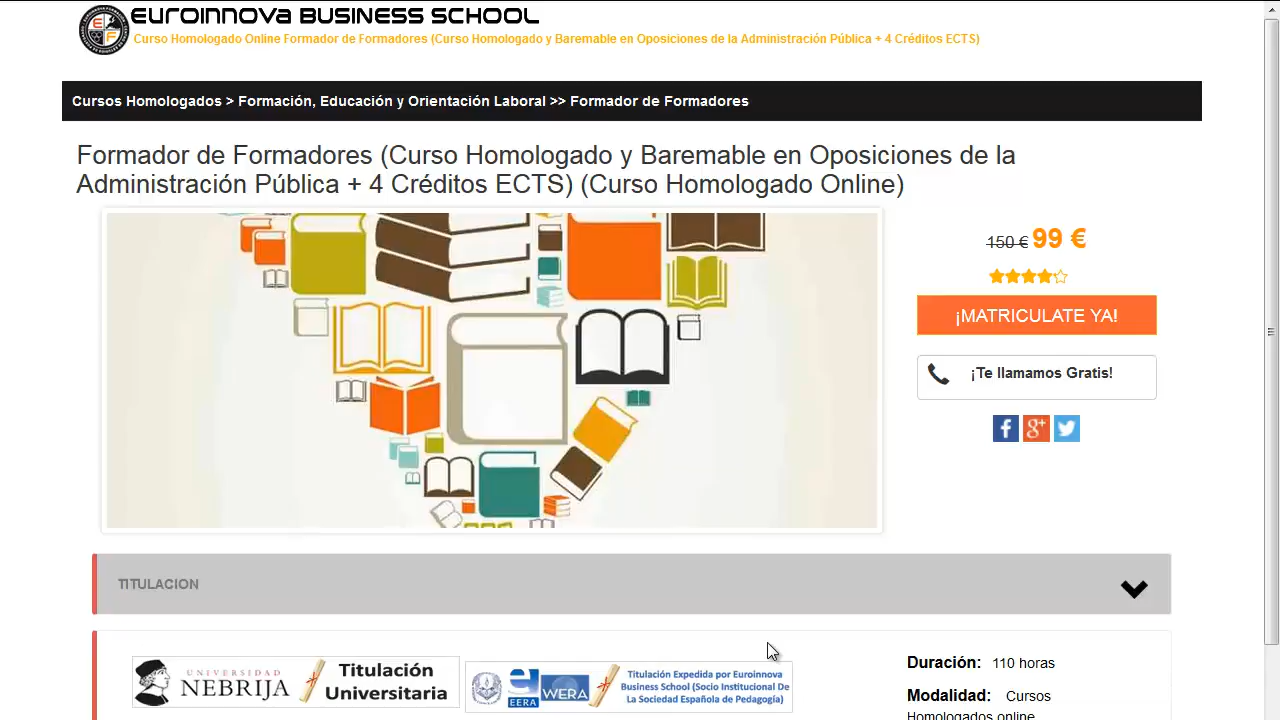 EUROINNOVA BUSINESS SCHOOL
Curso Homologado Online Formador de Formadores (Curso Homologado y Baremable en Oposiciones de la Administración Pública + 4 Créditos ECTS)
Cursos Homologados > Formación, Educación y Orientación Laboral >> Formador de Formadores
Formador de Formadores (Curso Homologado y Baremable en Oposiciones de la
Administración Pública + 4 Créditos ECTS) (Curso Homologado Online)
150 € 99 €
¡MATRICULATE YA!
¡Te llamamos Gratis!
TITULACION
UNIVERSIDAD
NEBRIJA
Titulación
Universitaria
EERA
WERA
Titulación Expedida por Euroinnova
Business School (Socio Institucional De
La Sociedad Española de Pedagogía)
Duración: 110 horas
Modalidad: Cursos
Homologados online